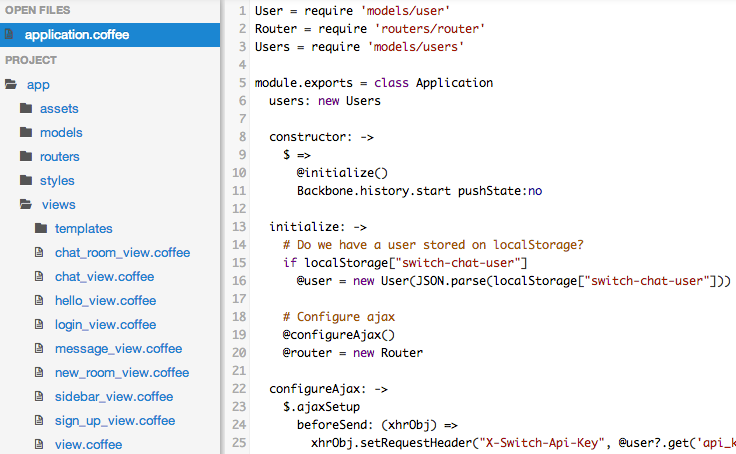 OPEN FILES
application.coffee
PROJECT
app
assets
models
routers
styles
views
templates
chat_room_view.coffee
chat_view.coffee
hello_view.coffee
login_view.coffee
message_view.coffee
new_room_view.coffee
sidebar_view.coffee
sign_up_view.coffee
view.coffee
1 User = require 'models/user'
2 Router = require 'routers/router'
3 Users = require 'models/users'
4
5 module.exports = class Application
6   users: new Users
7
8   constructor: ->
9     $ =>
10       @initialize()
11       Backbone.history.start pushState:no
12
13   initialize: ->
14     # Do we have a user stored on localStorage?
15     if localStorage["switch-chat-user"]
16       @user = new User(JSON.parse(localStorage["switch-chat-user"]))
17
18     # Configure ajax
19     @configureAjax()
20     @router = new Router
21
22   configureAjax: ->
23     $.ajaxSetup
24       beforeSend: (xhrObj) =>
25         xhrObj.setRequestHeader("X-Switch-Api-Key", @user?.get('api_k